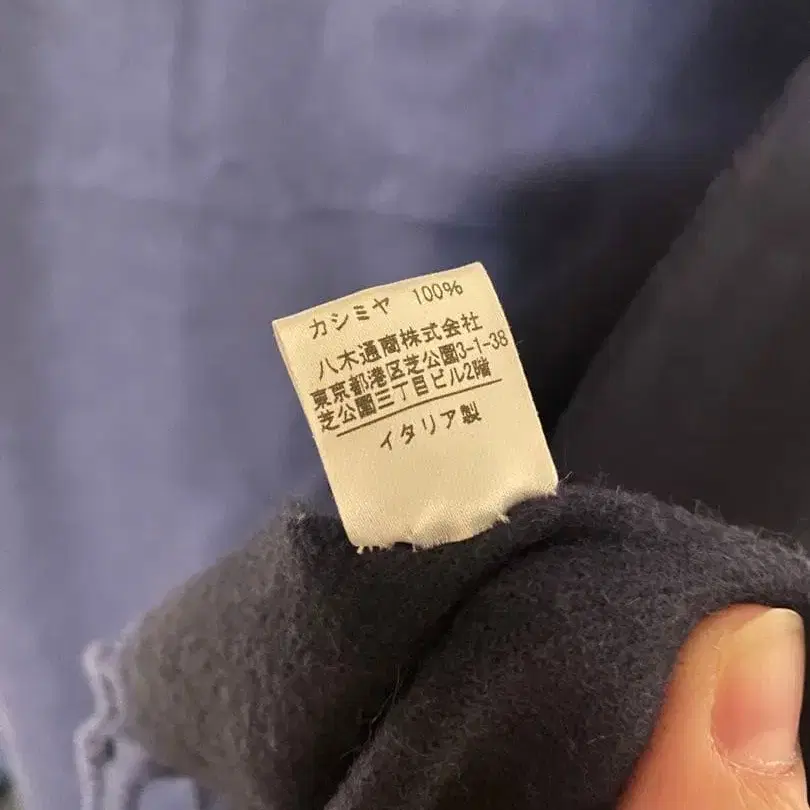 カシミヤ 100%
八木通商株式会社
東京都港区芝公園3-1-38
芝公園三丁目ビル2階
イタリア製